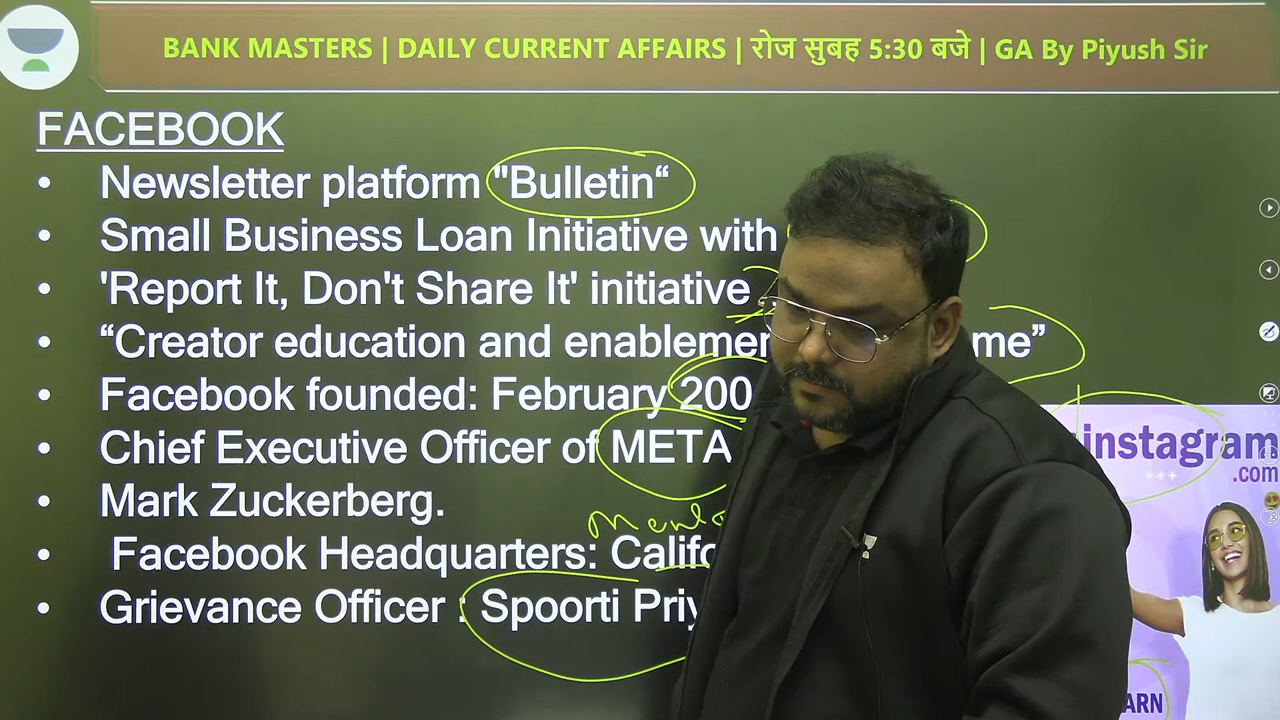 BANK MASTERS | DAILY CURRENT AFFAIRS | रोज सुबह 5:30 बजे | GA By Piyush Sir
FACEBOOK
• Newsletter platform "Bulletin“
• Small Business Loan Initiative with
• 'Report It, Don't Share It' initiative
• “Creator education and enablemen me”
• Facebook founded: February 200
• Chief Executive Officer of META
• Mark Zuckerberg.
Menlo
• Facebook Headquarters: Califo
• Grievance Officer : Spoorti Priy
instagram
.com
ARN